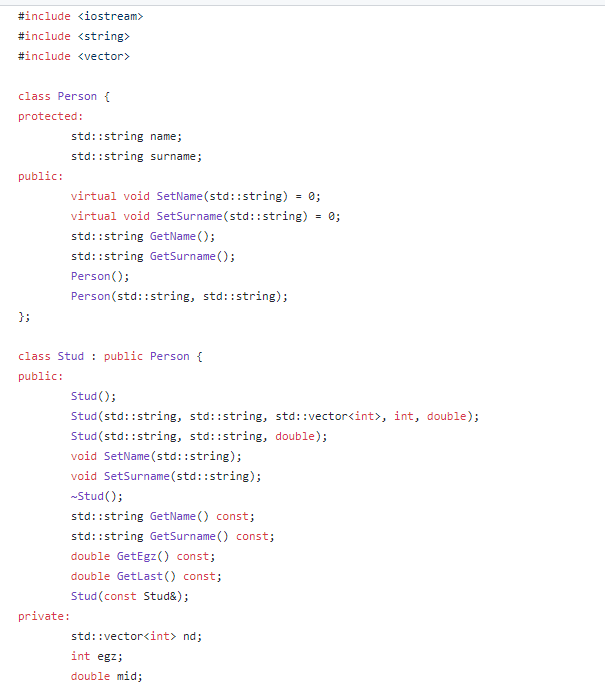 #include <iostream>
#include <string>
#include <vector>
class Person {
protected:
std::string name;
std::string surname;
public:
virtual void SetName(std::string) = 0;
virtual void SetSurname(std::string) = 0;
std::string GetName();
std::string GetSurname();
Person();
Person(std::string, std::string);
};
class Stud : public Person {
public:
Stud();
Stud(std::string, std::string, std::vector<int>, int, double);
Stud(std::string, std::string, double);
void SetName(std::string);
void SetSurname(std::string);
~Stud();
std::string GetName() const;
std::string GetSurname() const;
double GetEgz() const;
double GetLast() const;
Stud(const Stud&);
private:
std::vector<int> nd;
int egz;
double mid;